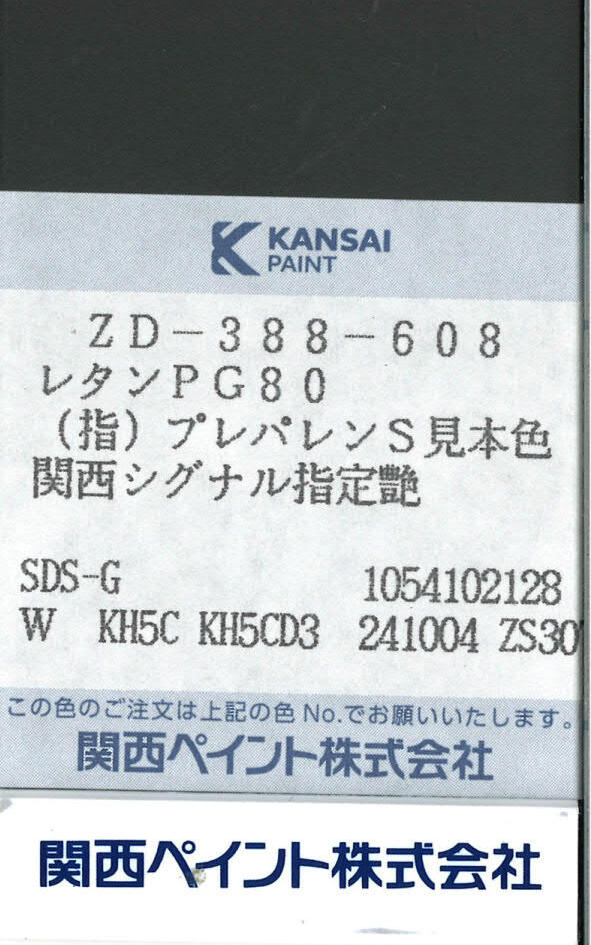 KANSAI
PAINT
ZD－388－608
レタンPG80
（指）プレパレンS見本色
関西シグナル指定艶
SDS-G 1054102128
W KH5C KH5CD3 241004 ZS30
この色のご注文は上記の色 No.でお願いいたします。
関西ペイント株式会社
関西ペイント株式会社